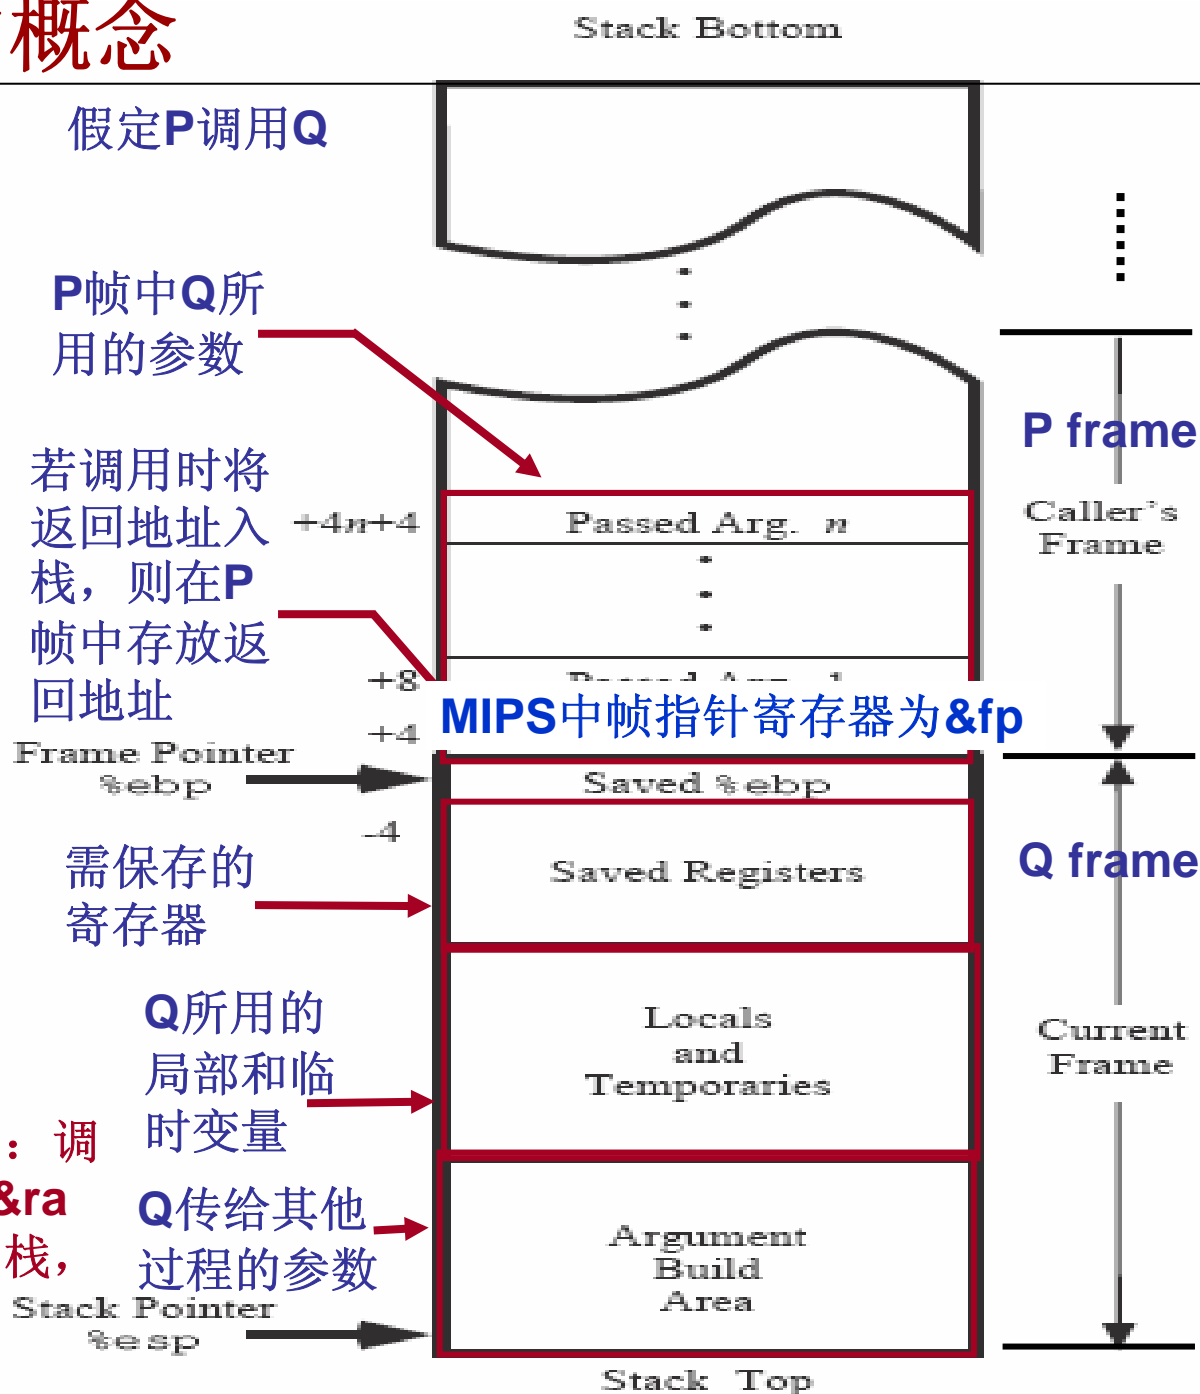 概念
Stack Bottom
假定P调用Q
P帧中Q所
用的参数
P frame
若调用时将
返回地址入
栈，则在P
帧中存放返
回地址
+4n+4
Passed Arg. n
Caller's
Frame
+8
Passed Arg. 1
+4
MIPS中帧指针寄存器为&fp
Frame Pointer
%ebp
Saved %ebp
-4
需保存的
寄存器
Saved Registers
Q frame
Q所用的
局部和临
时变量
Locals
and
Temporaries
Current
Frame
：调
&ra
栈，
Q传给其他
过程的参数
Argument
Build
Area
Stack Pointer
%esp
Stack Top